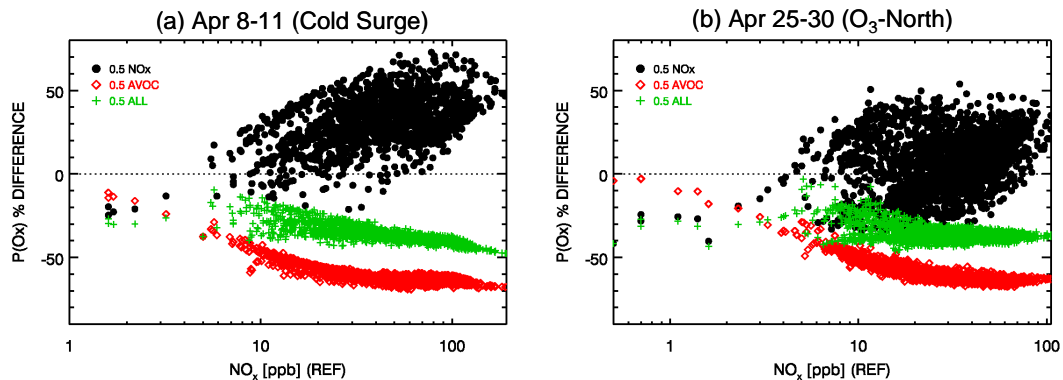 (a) Apr 8-11 (Cold Surge)
0.5 NOx
0.5 AVOC
0.5 ALL
50
0
-50
P(Ox) % DIFFERENCE
1
10
100
NOx [ppb] (REF)
(b) Apr 25-30 (O3-North)
0.5 NOx
0.5 AVOC
0.5 ALL
50
0
-50
P(Ox) % DIFFERENCE
1
10
100
NOx [ppb] (REF)